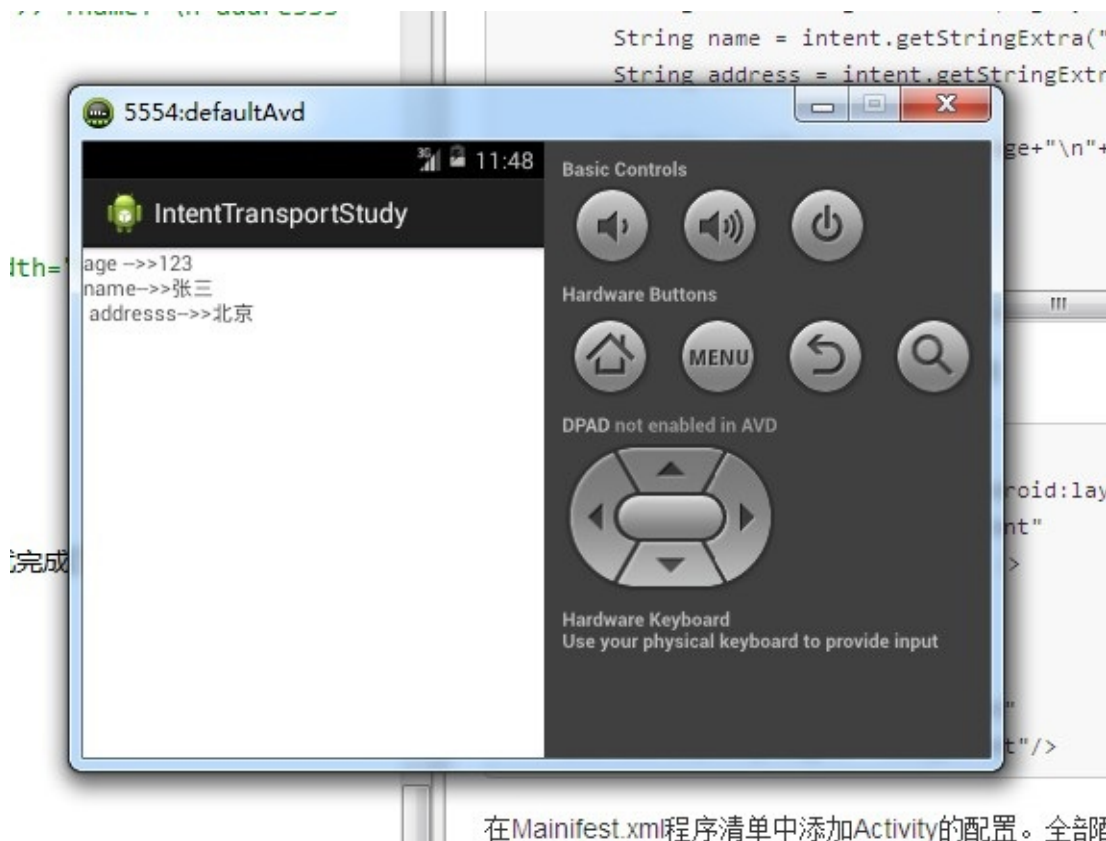 String name = intent.getStringExtra("
String address = intent.getStringExtr
5554:defaultAvd
ge+"\n"+
3G 11:48
Basic Controls
IntentTransportStudy
dth="
age -->>123
name-->>张三
addresss-->>北京
Hardware Buttons
MENU
DPAD not enabled in AVD
roid:lay
nt"
>
完成
Hardware Keyboard
Use your physical keyboard to provide input
"
t"/>
在Mainifest.xml程序清单中添加Activity的配置。全部